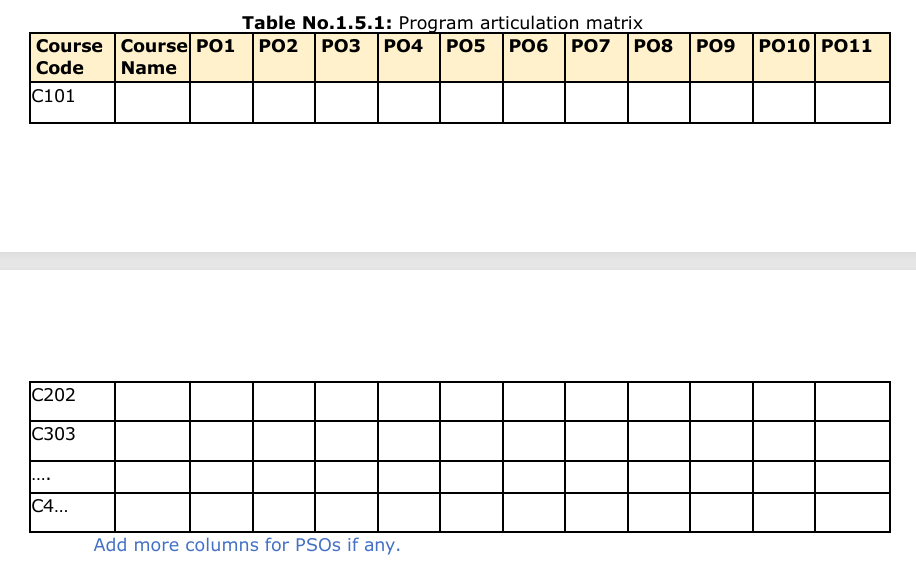 Table No.1.5.1: Program articulation matrix
Course Code Course Name PO1 PO2 PO3 PO4 PO5 PO6 PO7 PO8 PO9 PO10 PO11
C101
C202
C303
....
C4...
Add more columns for PSOs if any.